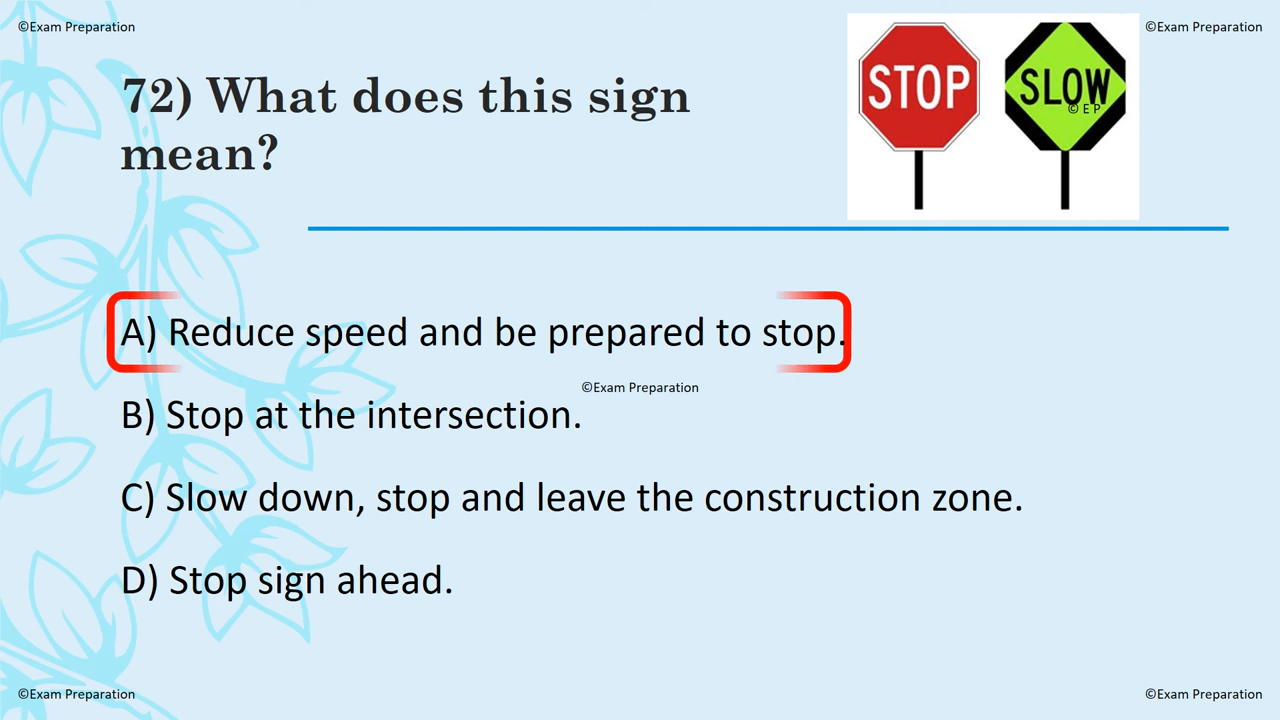 ©Exam Preparation
©Exam Preparation
72) What does this sign
mean?
STOP
SLOW
© E P
A) Reduce speed and be prepared to stop.
©Exam Preparation
B) Stop at the intersection.
C) Slow down, stop and leave the construction zone.
D) Stop sign ahead.
©Exam Preparation
©Exam Preparation